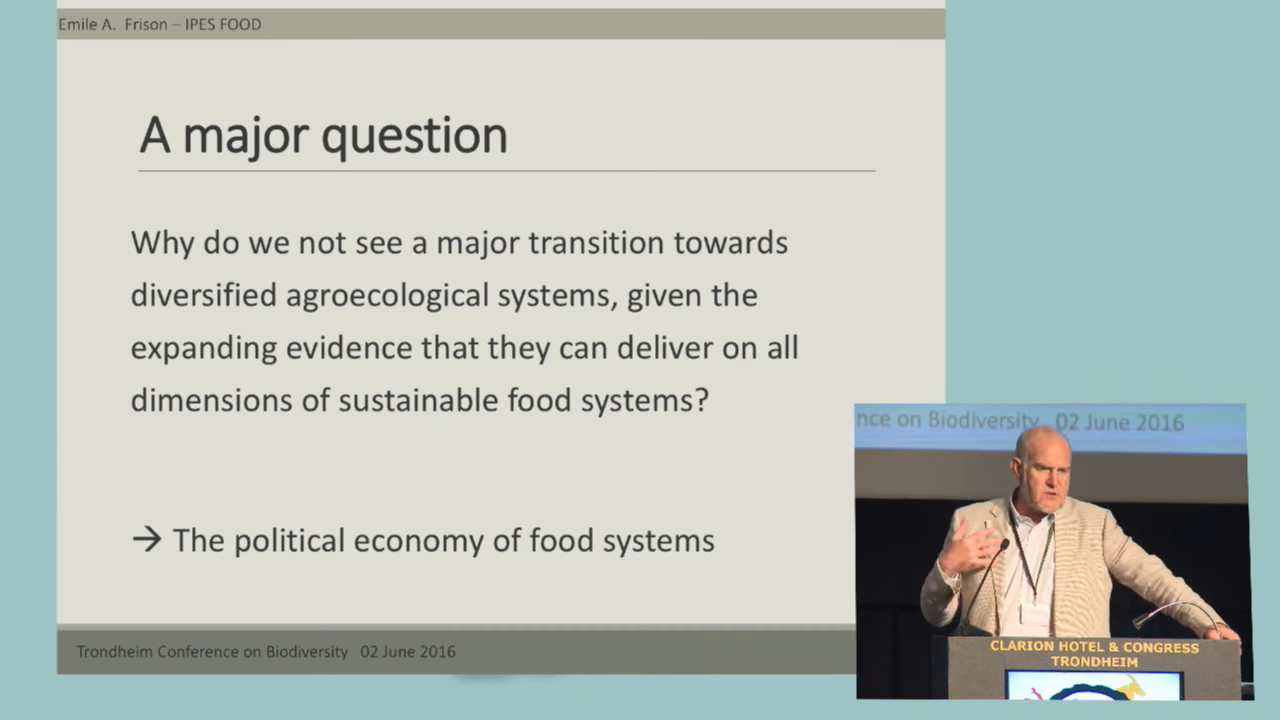 Emile A. Frison – IPES FOOD
A major question
Why do we not see a major transition towards
diversified agroecological systems, given the
expanding evidence that they can deliver on all
dimensions of sustainable food systems?
→ The political economy of food systems
Trondheim Conference on Biodiversity 02 June 2016
nce on Biodiversity 02 June 2016
CLARION HOTEL & CONGRESS
TRONDHEIM